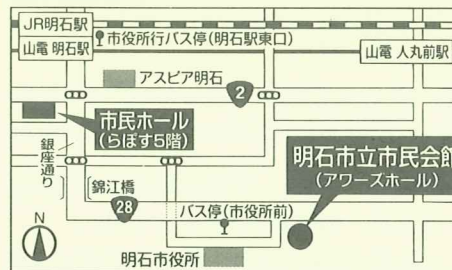 JR明石駅
市役所行バス停(明石駅東口)
山電 明石駅
山電 人丸前駅
アスピア明石
2
市民ホール
(らぽす5階)
銀座通り
明石市立市民会館
(アワーズホール)
錦江橋
28
バス停(市役所前)
N
明石市役所